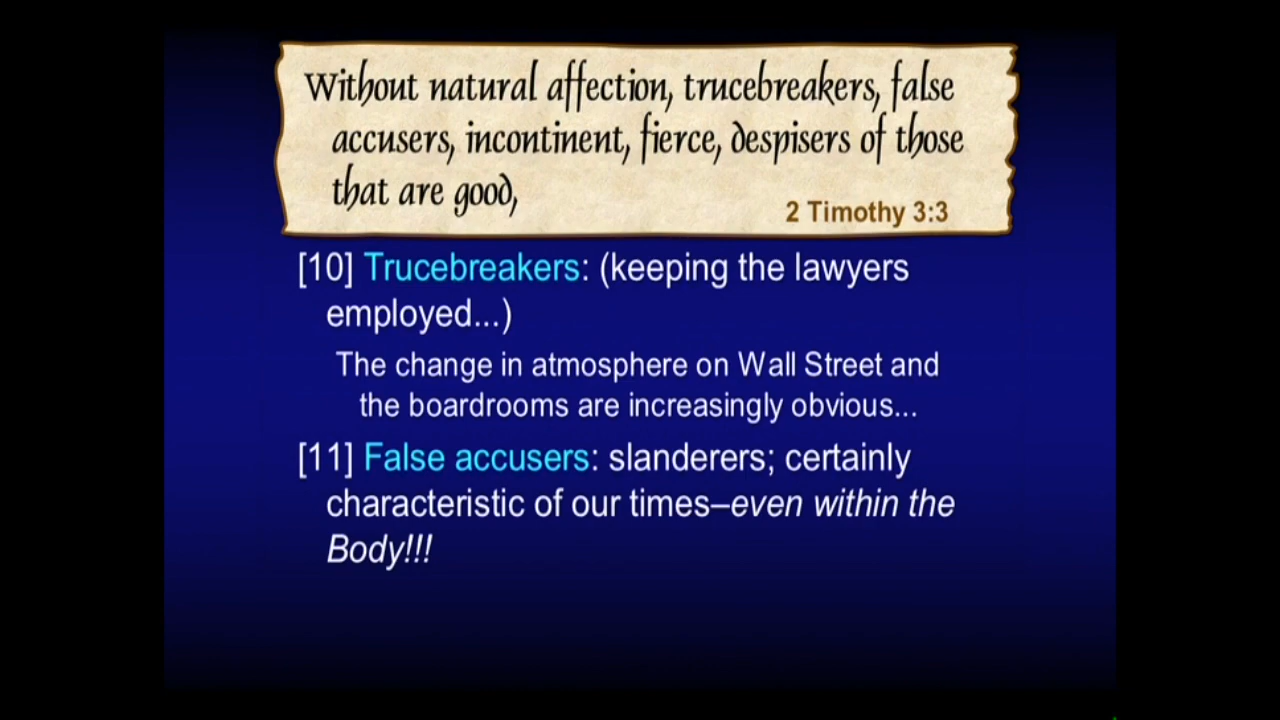 Without natural affection, trucebreakers, false
accusers, incontinent, fierce, despisers of those
that are good,
2 Timothy 3:3
[10] Trucebreakers: (keeping the lawyers
employed...)
The change in atmosphere on Wall Street and
the boardrooms are increasingly obvious...
[11] False accusers: slanderers; certainly
characteristic of our times–even within the
Body!!!